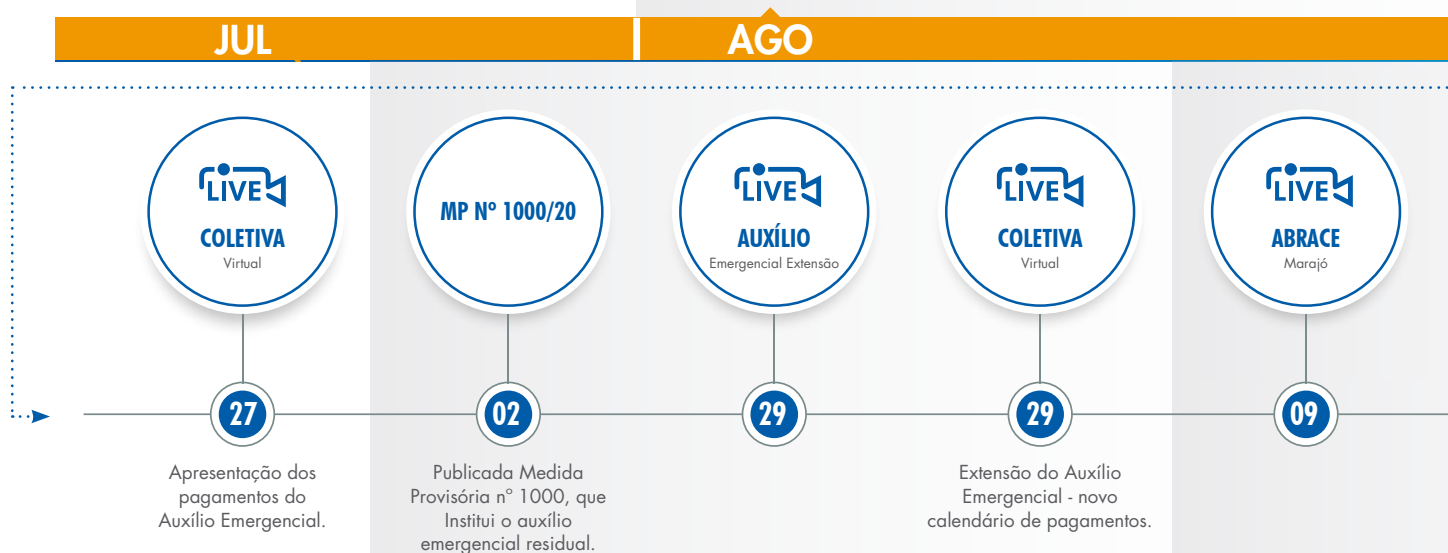 JUL
AGO
LIVE
COLETIVA
Virtual
MP Nº 1000/20
LIVE
AUXÍLIO
Emergencial Extensão
LIVE
COLETIVA
Virtual
LIVE
ABRACE
Marajó
27
02
29
29
09
Apresentação dos
pagamentos do
Auxílio Emergencial.
Publicada Medida
Provisória nº 1000, que
Institui o auxílio
emergencial residual.
Extensão do Auxílio
Emergencial - novo
calendário de pagamentos.